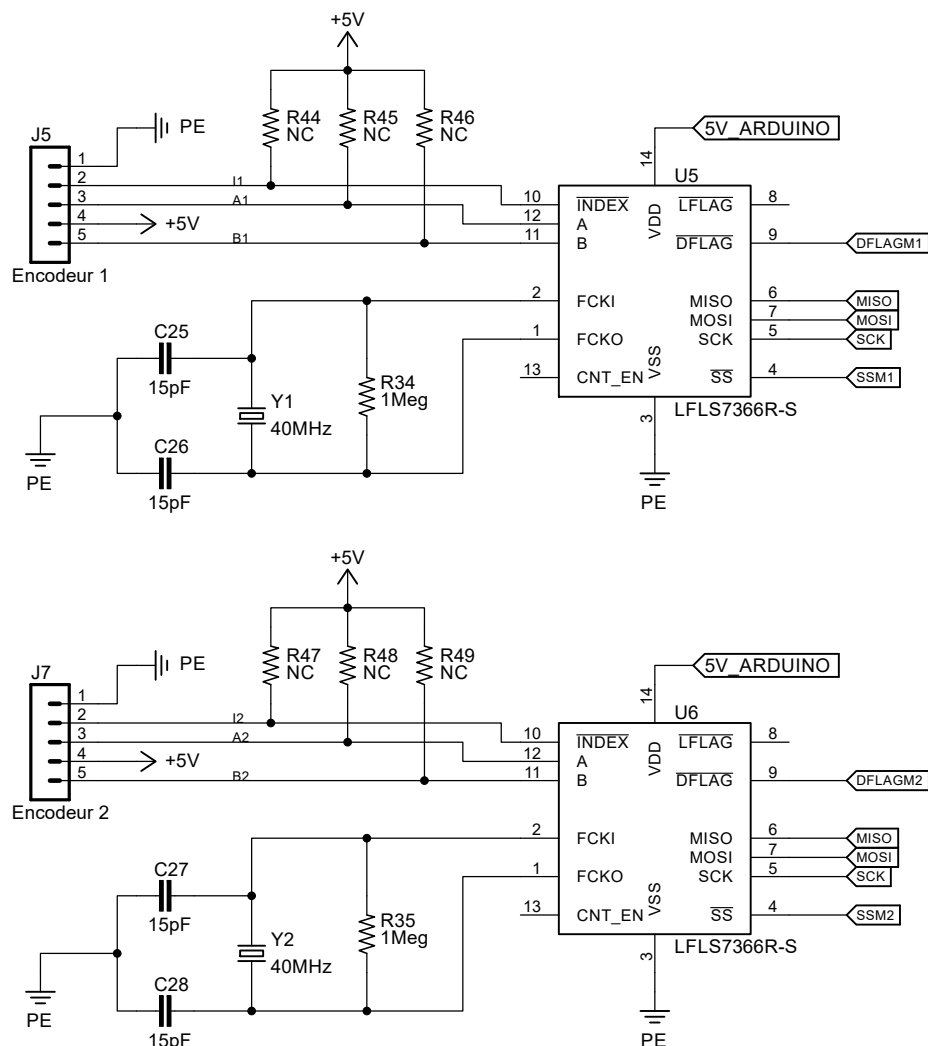 +5V
R44
NC
R45
NC
R46
NC
PE
J5
1
2
3
4
5
I1
A1
+5V
B1
Encodeur 1
5V_ARDUINO
14
U5
10
INDEX
12
A
11
B
VDD
LFLAG
8
DFLAG
9
DFLAGM1
2
FCKI
MISO
6
MISO
MOSI
7
MOSI
1
FCKO
SCK
5
SCK
13
CNT_EN
VSS
SS
4
SSM1
3
LFLS7366R-S
PE
C25
15pF
Y1
40MHz
R34
1Meg
C26
15pF
PE
+5V
R47
NC
R48
NC
R49
NC
PE
J7
1
2
3
4
5
I2
A2
+5V
B2
Encodeur 2
5V_ARDUINO
14
U6
10
INDEX
12
A
11
B
VDD
LFLAG
8
DFLAG
9
DFLAGM2
2
FCKI
MISO
6
MISO
MOSI
7
MOSI
1
FCKO
SCK
5
SCK
13
CNT_EN
VSS
SS
4
SSM2
3
LFLS7366R-S
PE
C27
15pF
Y2
40MHz
R35
1Meg
C28
15pF
PE